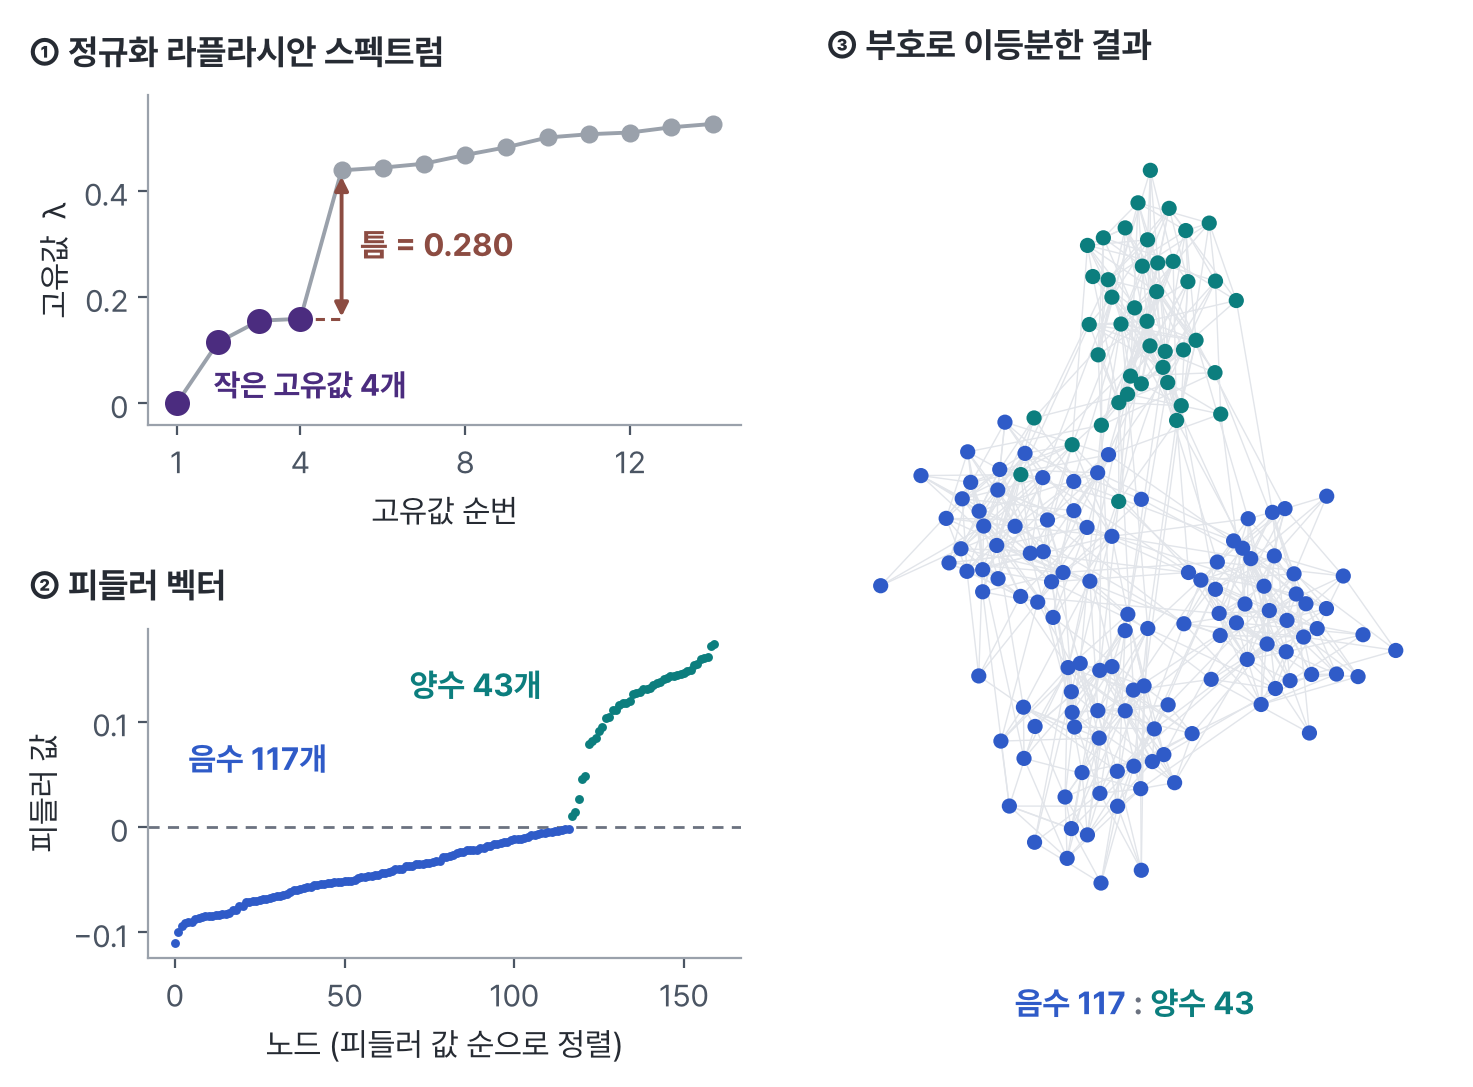 ① 정규화 라플라시안 스펙트럼
고유값 λ
0.4
0.2
0
틈 = 0.280
작은 고유값 4개
1 4 8 12
고유값 순번
② 피들러 벡터
피들러 값
0.1
0
−0.1
양수 43개
음수 117개
0 50 100 150
노드 (피들러 값 순으로 정렬)
③ 부호로 이등분한 결과
음수 117 : 양수 43